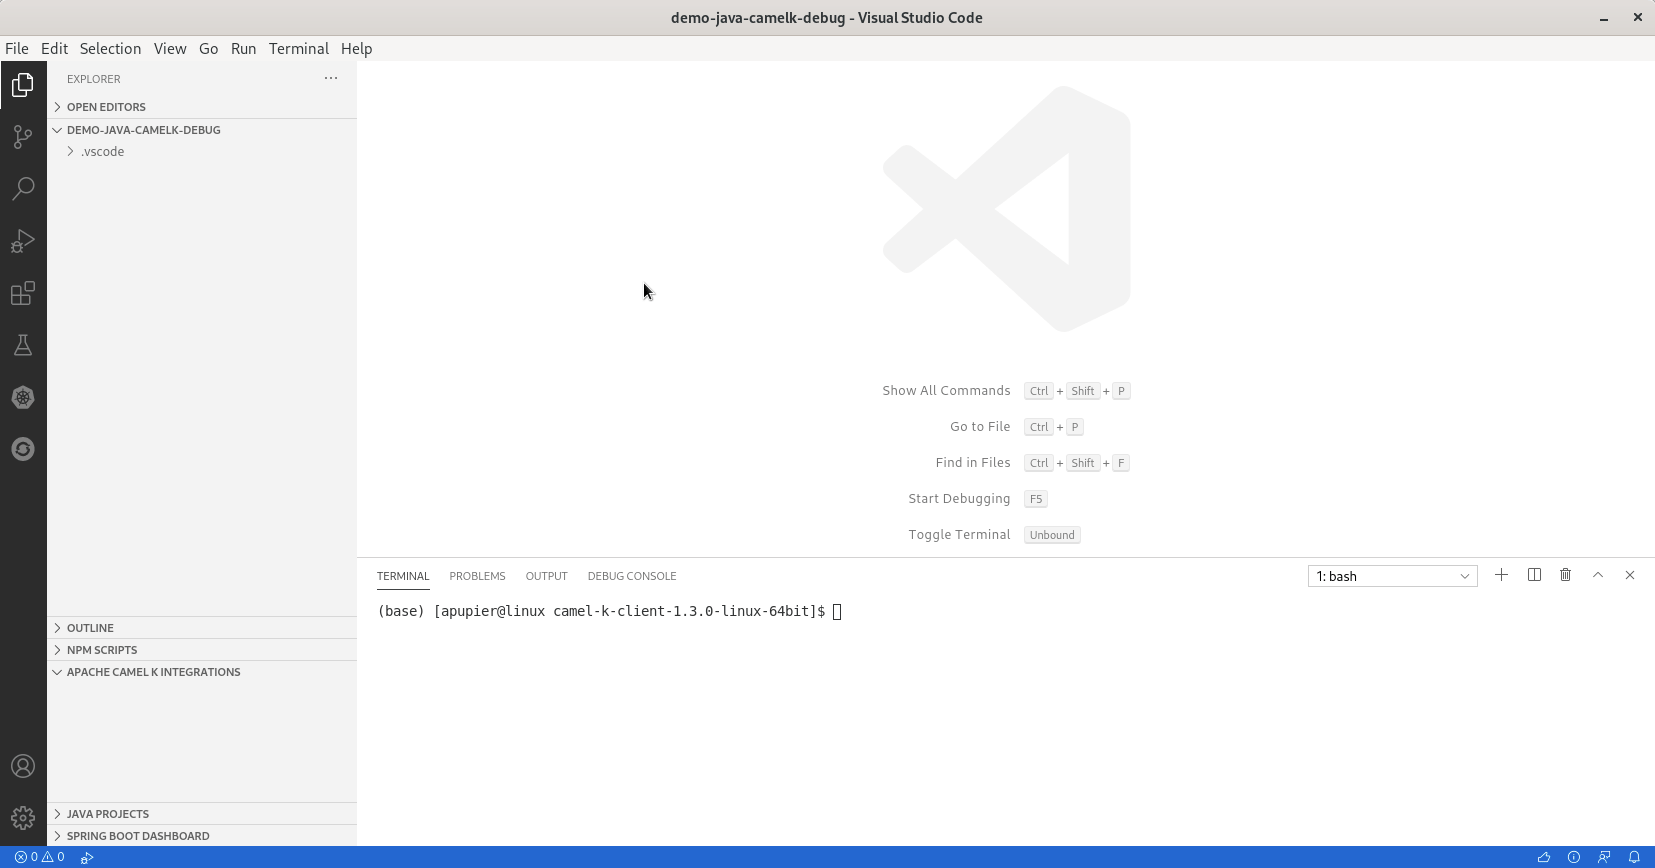 demo-java-camelk-debug - Visual Studio Code
File Edit Selection View Go Run Terminal Help
EXPLORER
OPEN EDITORS
DEMO-JAVA-CAMELK-DEBUG
.vscode
OUTLINE
NPM SCRIPTS
APACHE CAMEL K INTEGRATIONS
JAVA PROJECTS
SPRING BOOT DASHBOARD
Show All Commands Ctrl + Shift + P
Go to File Ctrl + P
Find in Files Ctrl + Shift + F
Start Debugging F5
Toggle Terminal Unbound
TERMINAL PROBLEMS OUTPUT DEBUG CONSOLE 1: bash
(base) [apupier@linux camel-k-client-1.3.0-linux-64bit]$
0 0